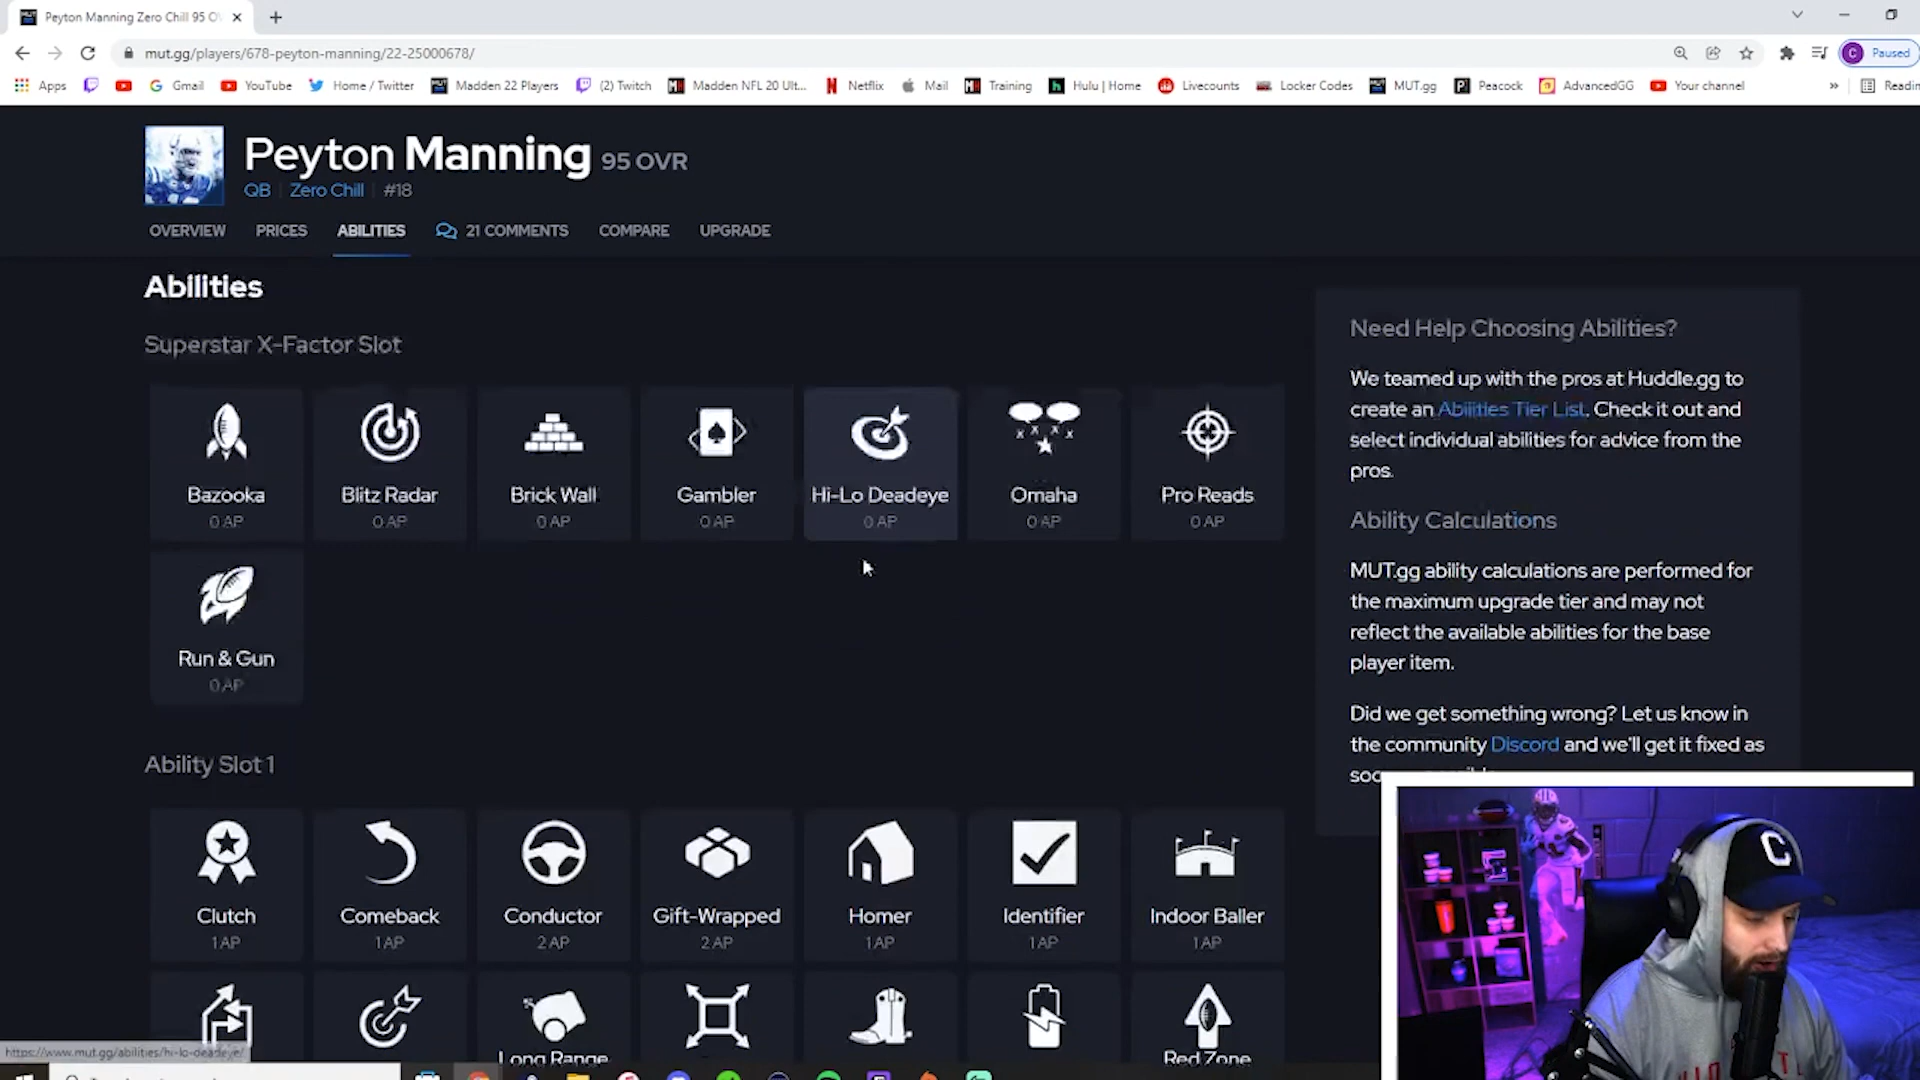 Peyton Manning Zero Chill 95 O
mut.gg/players/678-peyton-manning/22-25000678/
C Paused
Apps Gmail YouTube Home / Twitter Madden 22 Players (2) Twitch Madden NFL 20 Ult... Netflix Mail Training Hulu | Home Livecounts Locker Codes MUT.gg Peacock AdvancedGG Your channel » Readin
Peyton Manning 95 OVR
QB Zero Chill #18
OVERVIEW PRICES ABILITIES 21 COMMENTS COMPARE UPGRADE
Abilities
Superstar X-Factor Slot
Bazooka
0 AP
Blitz Radar
0 AP
Brick Wall
0 AP
Gambler
0 AP
Hi-Lo Deadeye
0 AP
Omaha
0 AP
Pro Reads
0 AP
Run & Gun
0 AP
Ability Slot 1
Clutch
1 AP
Comeback
1 AP
Conductor
2 AP
Gift-Wrapped
2 AP
Homer
1 AP
Identifier
1 AP
Indoor Baller
1 AP
Long Range
Red Zone
Need Help Choosing Abilities?
We teamed up with the pros at Huddle.gg to
create an Abilities Tier List. Check it out and
select individual abilities for advice from the
pros.
Ability Calculations
MUT.gg ability calculations are performed for
the maximum upgrade tier and may not
reflect the available abilities for the base
player item.
Did we get something wrong? Let us know in
the community Discord and we'll get it fixed as
https://www.mut.gg/abilities/hi-lo-deadeye/
C